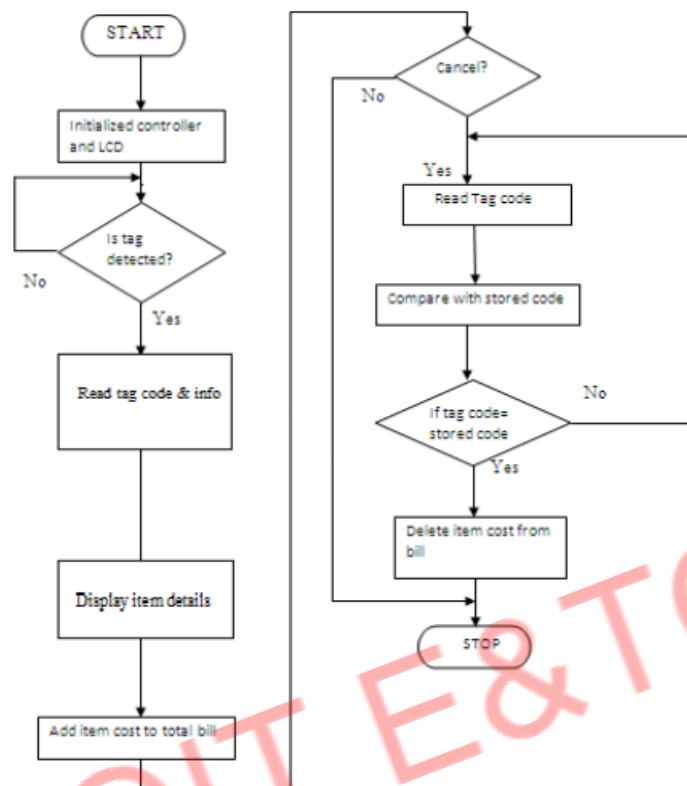 START
Initialized controller
and LCD
Is tag
detected?
No
Yes
Read tag code & info
Display item details
Add item cost to total bill
Cancel?
No
Yes
Read Tag code
Compare with stored code
If tag code=
stored code
No
Yes
Delete item cost from
bill
STOP